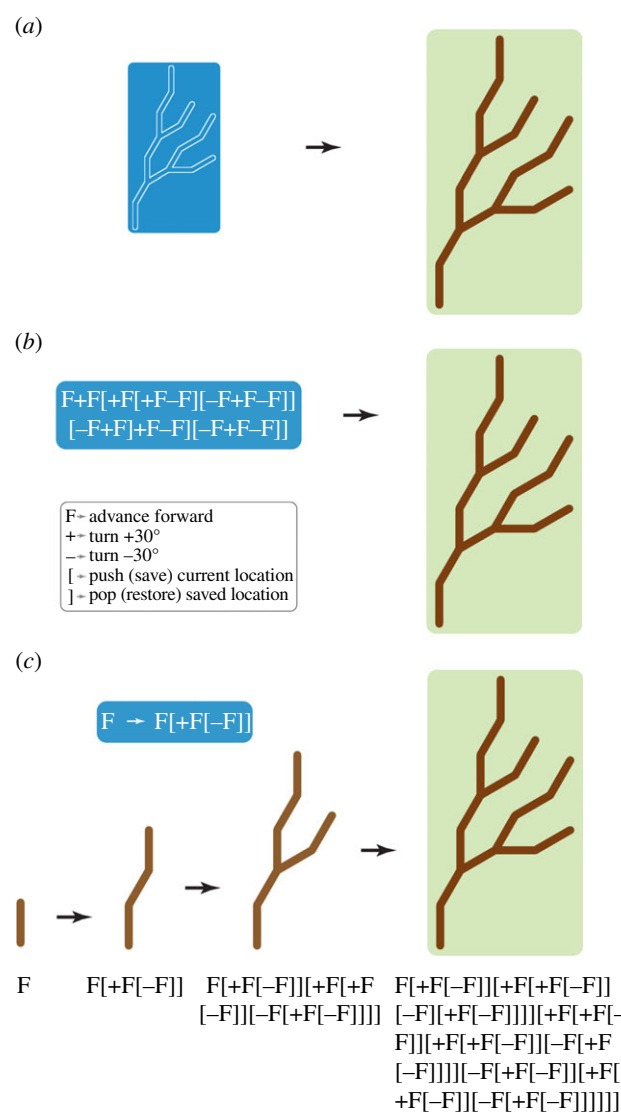 (a)
(b)
F+F[+F[+F–F][–F+F–F]]
[–F+F]+F–F][–F+F–F]]
F→ advance forward
+→ turn +30°
–→ turn –30°
[→ push (save) current location
]→ pop (restore) saved location
(c)
F → F[+F[–F]]
F
F[+F[–F]]
F[+F[–F]][+F[+F
[–F]][–F[+F[–F]]]]
F[+F[–F]][+F[+F[–F]]
[–F][+F[–F]]]][+F[+F[–
F]][+F[+F[–F]][–F[+F
[–F]]]][–F[+F[–F]][+F[
+F[–F]][–F[+F[–F]]]]]]